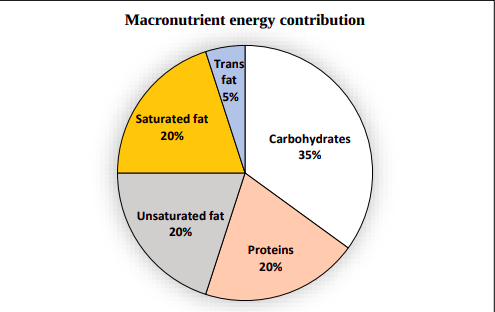 Macronutrient energy contribution
Trans
fat
5%
Saturated fat
20%
Carbohydrates
35%
Unsaturated fat
20%
Proteins
20%